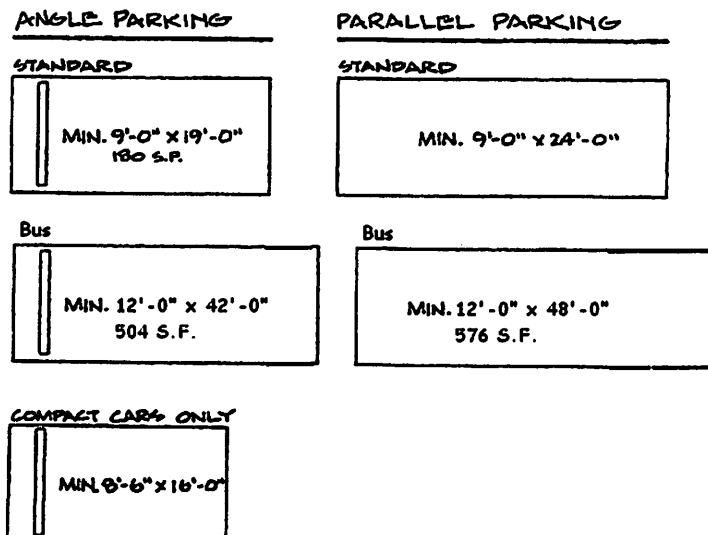 ANGLE PARKING
STANDARD
MIN. 9'-0" x 19'-0"
180 S.F.
Bus
MIN. 12'-0" x 42'-0"
504 S.F.
COMPACT CARS ONLY
MIN. 8'-6" x 16'-0"
PARALLEL PARKING
STANDARD
MIN. 9'-0" x 24'-0"
Bus
MIN. 12'-0" x 48'-0"
576 S.F.